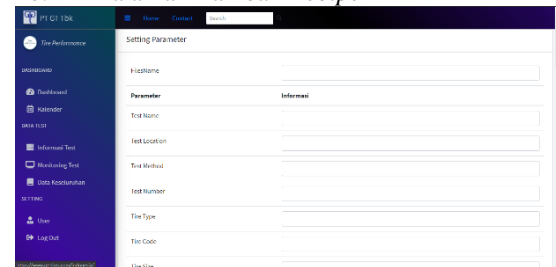 PT GT Tbk
Home Contact Search
Tire Performance
Setting Parameter
DASHBOARD
FilesName
Dashboard
Parameter Informasi
Kalender
Test Name
DATA TEST
Test Location
Informasi Test
Monitoring Test
Test Method
Data Keseluruhan
Test Number
SETTING
User
Tire Type
Log Out
Tire Code
Tire Size